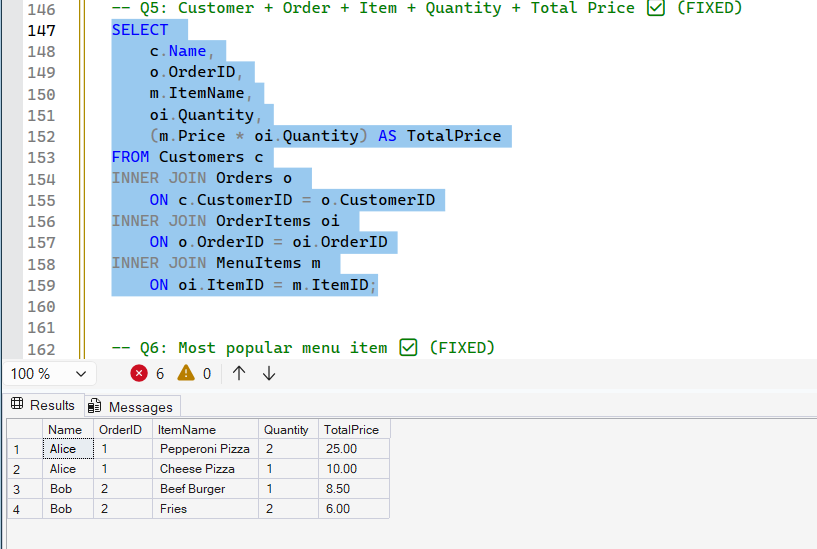 146 -- Q5: Customer + Order + Item + Quantity + Total Price ✅ (FIXED)
147 SELECT
148 c.Name,
149 o.OrderID,
150 m.ItemName,
151 oi.Quantity,
152 (m.Price * oi.Quantity) AS TotalPrice
153 FROM Customers c
154 INNER JOIN Orders o
155 ON c.CustomerID = o.CustomerID
156 INNER JOIN OrderItems oi
157 ON o.OrderID = oi.OrderID
158 INNER JOIN MenuItems m
159 ON oi.ItemID = m.ItemID;
160
161
162 -- Q6: Most popular menu item ✅ (FIXED)
100 % 6 0 ↑ ↓
Results Messages
Name OrderID ItemName Quantity TotalPrice
1 Alice 1 Pepperoni Pizza 2 25.00
2 Alice 1 Cheese Pizza 1 10.00
3 Bob 2 Beef Burger 1 8.50
4 Bob 2 Fries 2 6.00